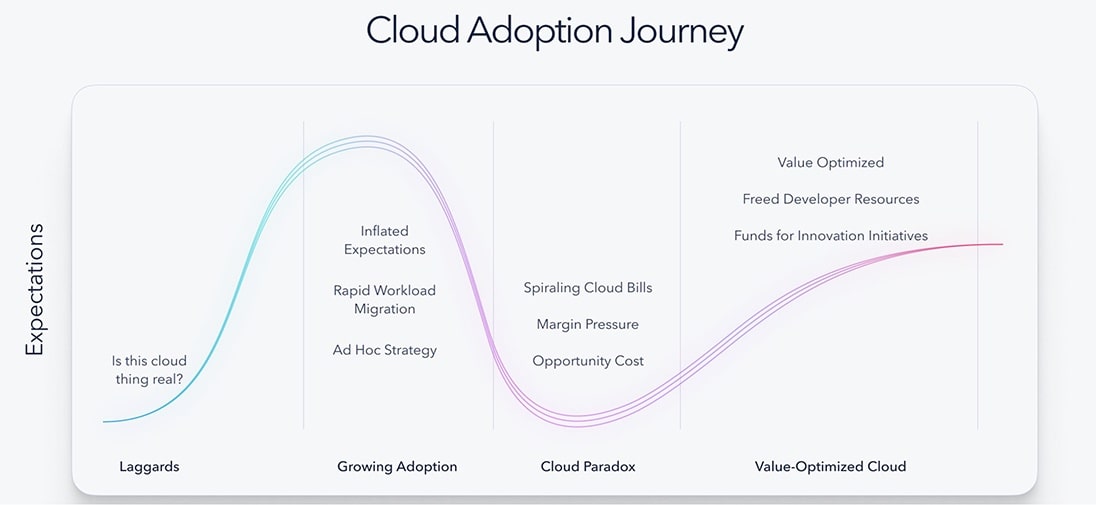 Cloud Adoption Journey
Expectations
Is this cloud
thing real?
Laggards
Inflated
Expectations
Rapid Workload
Migration
Ad Hoc Strategy
Growing Adoption
Spiraling Cloud Bills
Margin Pressure
Opportunity Cost
Cloud Paradox
Value Optimized
Freed Developer Resources
Funds for Innovation Initiatives
Value-Optimized Cloud